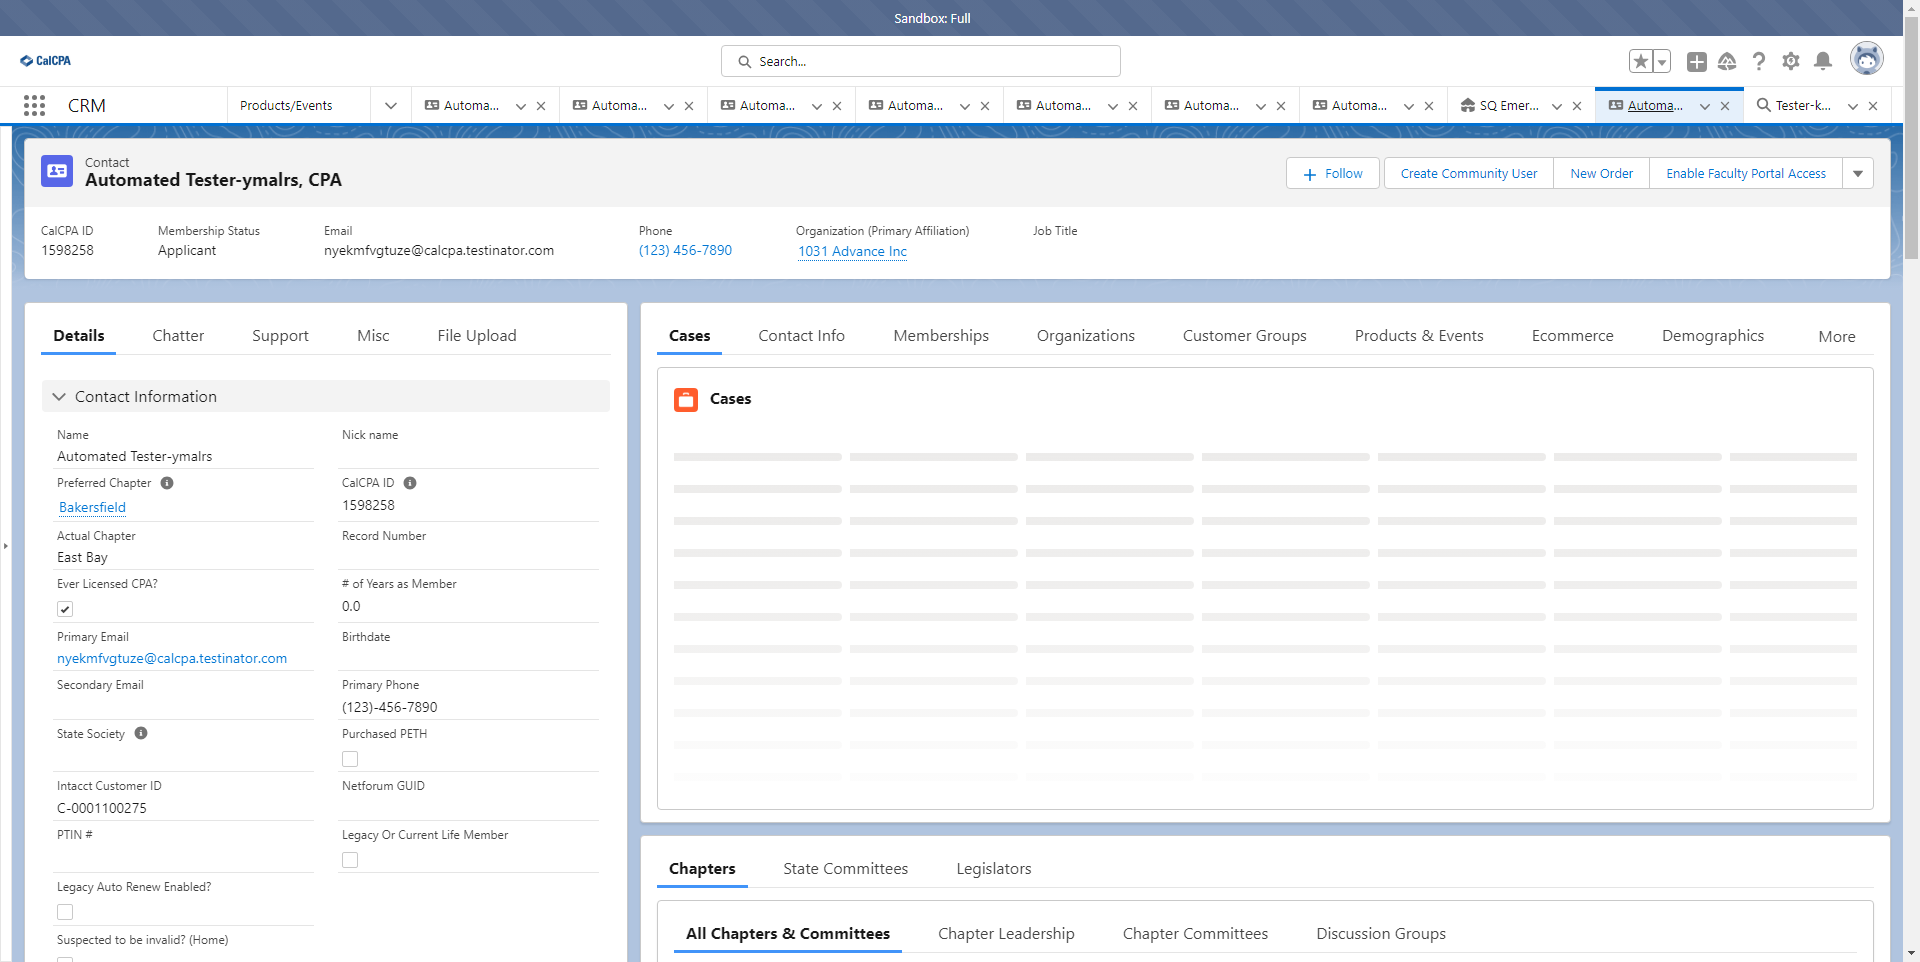 Sandbox: Full
CalCPA
Search...
CRM
Products/Events
Automa...
Automa...
Automa...
Automa...
Automa...
Automa...
Automa...
SQ Emer...
Automa...
Tester-k...
Contact
Automated Tester-ymalrs, CPA
Follow
Create Community User
New Order
Enable Faculty Portal Access
CalCPA ID
1598258
Membership Status
Applicant
Email
nyekmfvgtuze@calcpa.testinator.com
Phone
(123) 456-7890
Organization (Primary Affiliation)
1031 Advance Inc
Job Title
Details
Chatter
Support
Misc
File Upload
Contact Information
Name
Automated Tester-ymalrs
Nick name
Preferred Chapter
Bakersfield
CalCPA ID
1598258
Actual Chapter
East Bay
Record Number
Ever Licensed CPA?
# of Years as Member
0.0
Primary Email
nyekmfvgtuze@calcpa.testinator.com
Birthdate
Secondary Email
Primary Phone
(123)-456-7890
State Society
Purchased PETH
Intacct Customer ID
C-0001100275
Netforum GUID
PTIN #
Legacy Or Current Life Member
Legacy Auto Renew Enabled?
Suspected to be invalid? (Home)
Cases
Contact Info
Memberships
Organizations
Customer Groups
Products & Events
Ecommerce
Demographics
More
Cases
Chapters
State Committees
Legislators
All Chapters & Committees
Chapter Leadership
Chapter Committees
Discussion Groups